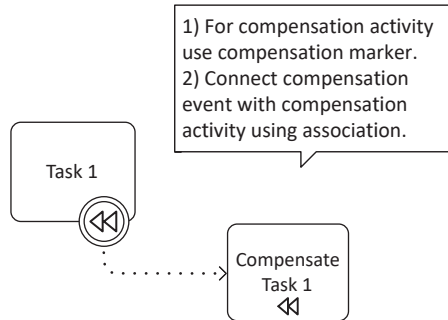 1) For compensation activity
use compensation marker.
2) Connect compensation
event with compensation
activity using association.
Task 1
Compensate
Task 1